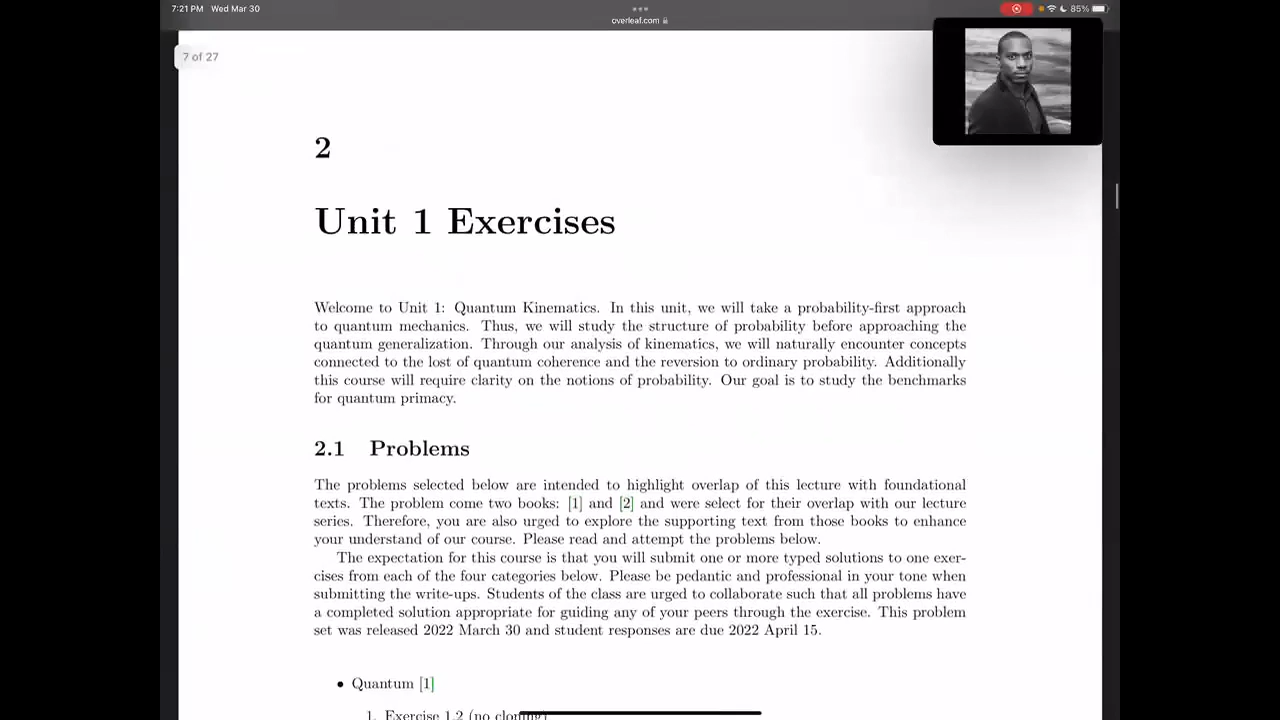 7:21 PM Wed Mar 30
overleaf.com
85%
7 of 27
2
Unit 1 Exercises
Welcome to Unit 1: Quantum Kinematics. In this unit, we will take a probability-first approach
to quantum mechanics. Thus, we will study the structure of probability before approaching the
quantum generalization. Through our analysis of kinematics, we will naturally encounter concepts
connected to the lost of quantum coherence and the reversion to ordinary probability. Additionally
this course will require clarity on the notions of probability. Our goal is to study the benchmarks
for quantum primacy.
2.1 Problems
The problems selected below are intended to highlight overlap of this lecture with foundational
texts. The problem come two books: [1] and [2] and were select for their overlap with our lecture
series. Therefore, you are also urged to explore the supporting text from those books to enhance
your understand of our course. Please read and attempt the problems below.
The expectation for this course is that you will submit one or more typed solutions to one exer-
cises from each of the four categories below. Please be pedantic and professional in your tone when
submitting the write-ups. Students of the class are urged to collaborate such that all problems have
a completed solution appropriate for guiding any of your peers through the exercise. This problem
set was released 2022 March 30 and student responses are due 2022 April 15.
• Quantum [1]
1. Exercise 1.2 (no cloning)